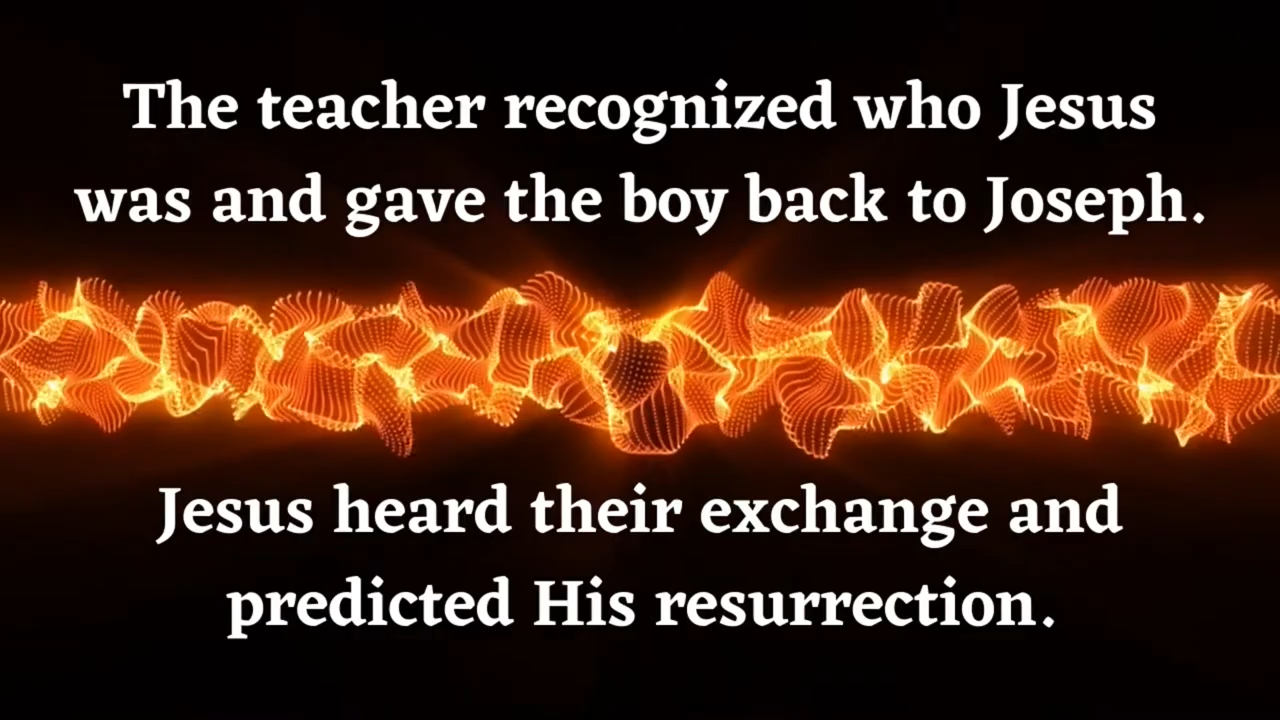 The teacher recognized who Jesus
was and gave the boy back to Joseph.
Jesus heard their exchange and
predicted His resurrection.